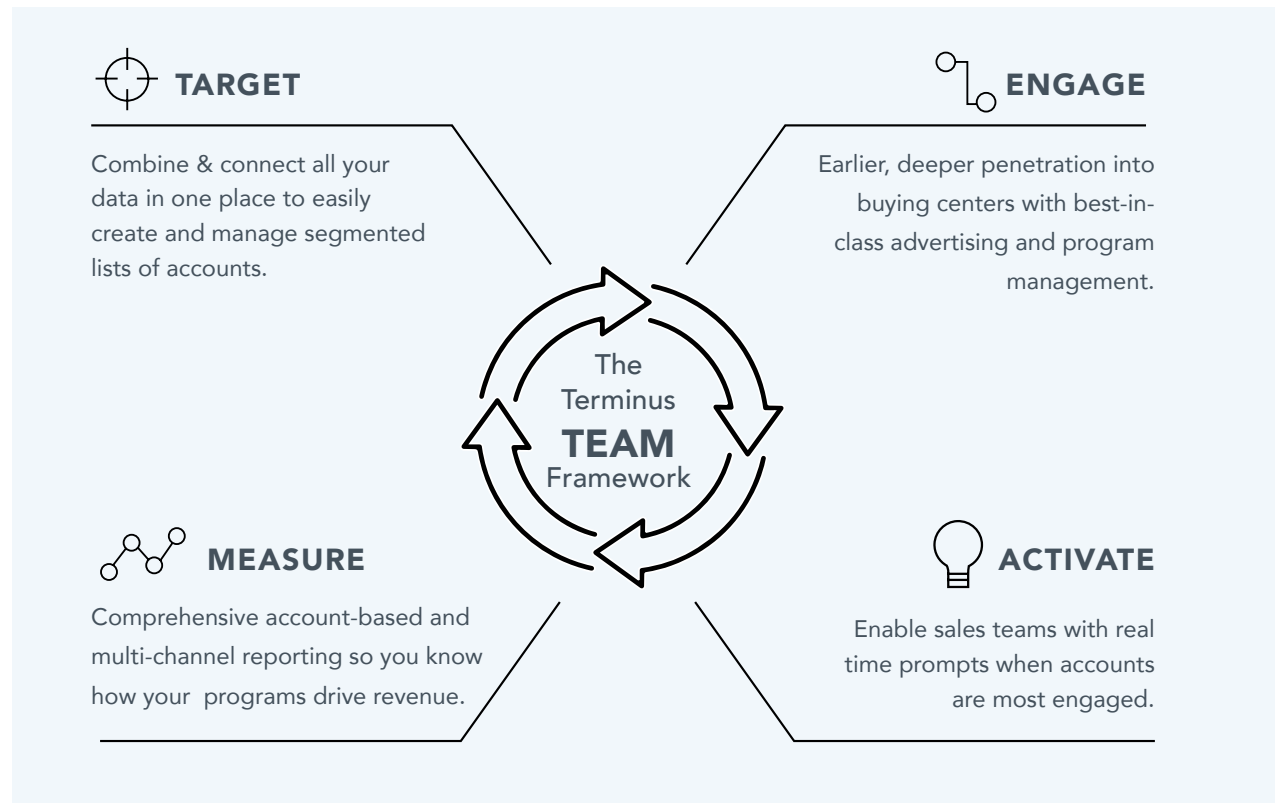 TARGET
Combine & connect all your
data in one place to easily
create and manage segmented
lists of accounts.
ENGAGE
Earlier, deeper penetration into
buying centers with best-in-
class advertising and program
management.
The
Terminus
TEAM
Framework
MEASURE
Comprehensive account-based and
multi-channel reporting so you know
how your  programs drive revenue.
ACTIVATE
Enable sales teams with real
time prompts when accounts
are most engaged.